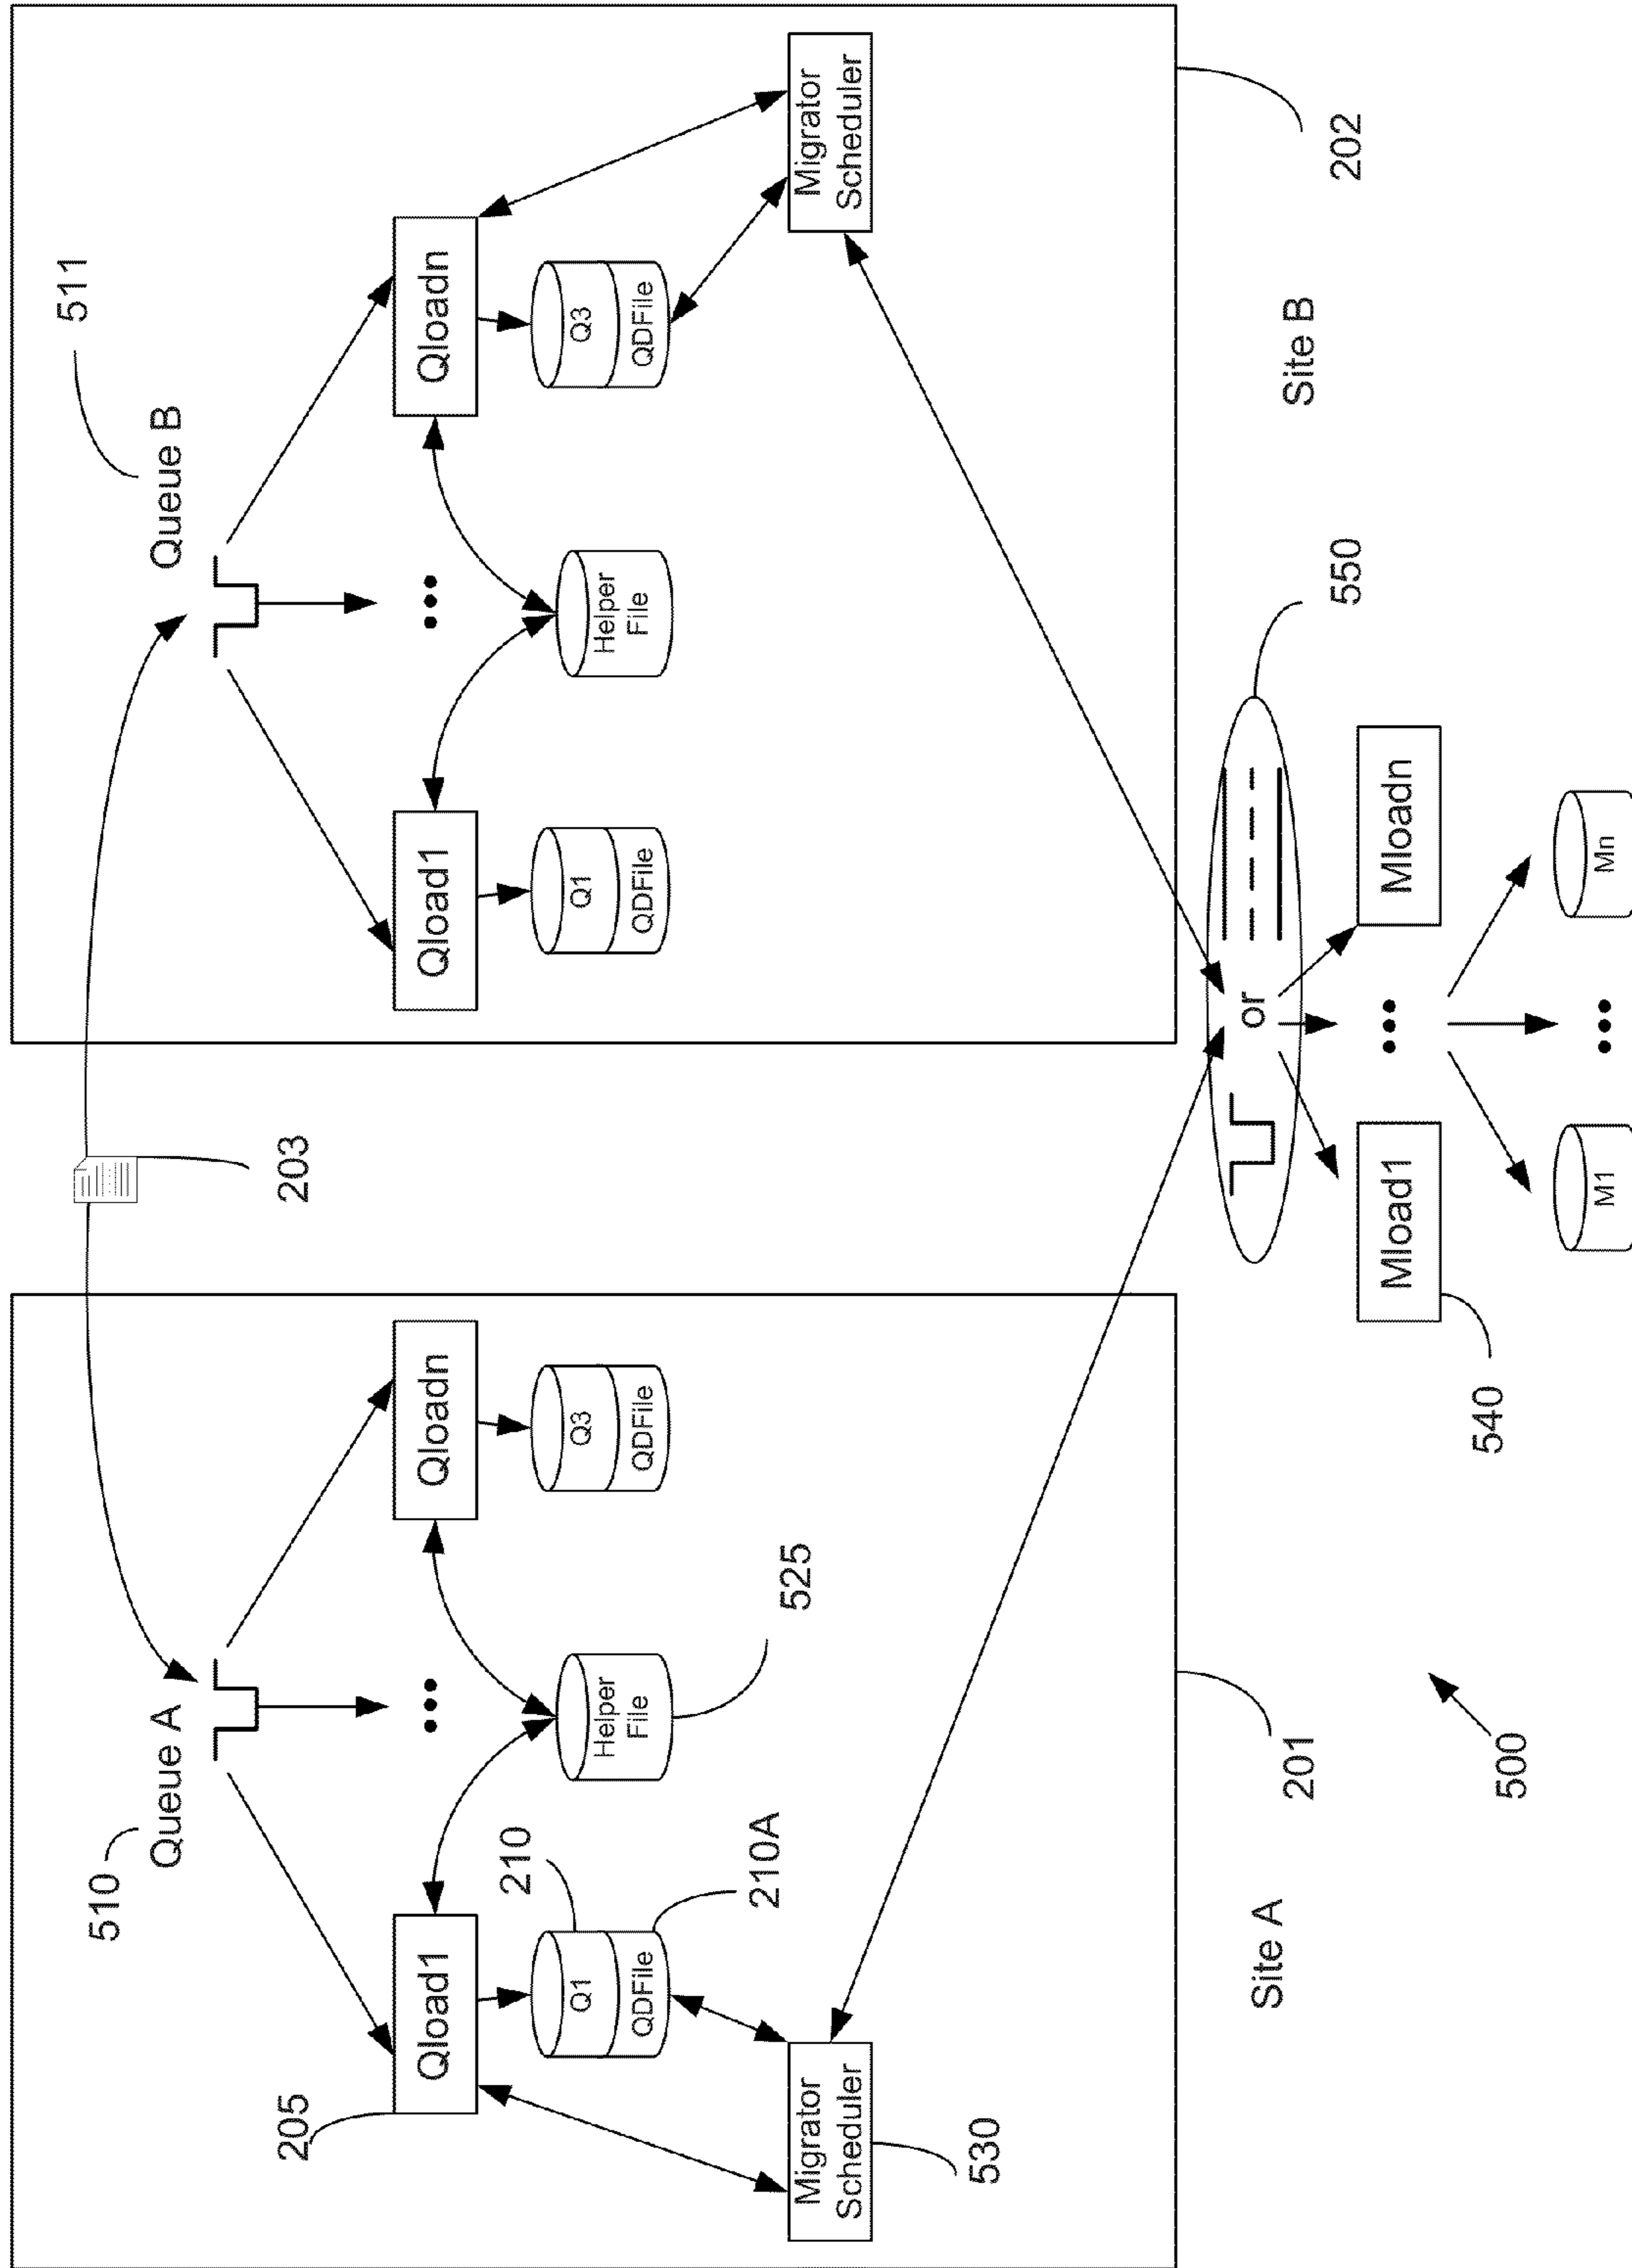 510
Queue A
203
511
Queue B
205
Qload1
•••
Qloadn
Qload1
•••
Qloadn
Q1
QDFile
210
210A
Helper
File
525
Q3
QDFile
Q1
QDFile
Helper
File
Q3
QDFile
Migrator
Scheduler
530
Migrator
Scheduler
201
202
Site A
or
550
Site B
500
540
Mload1
•••
Mloadn
M1
•••
Mn